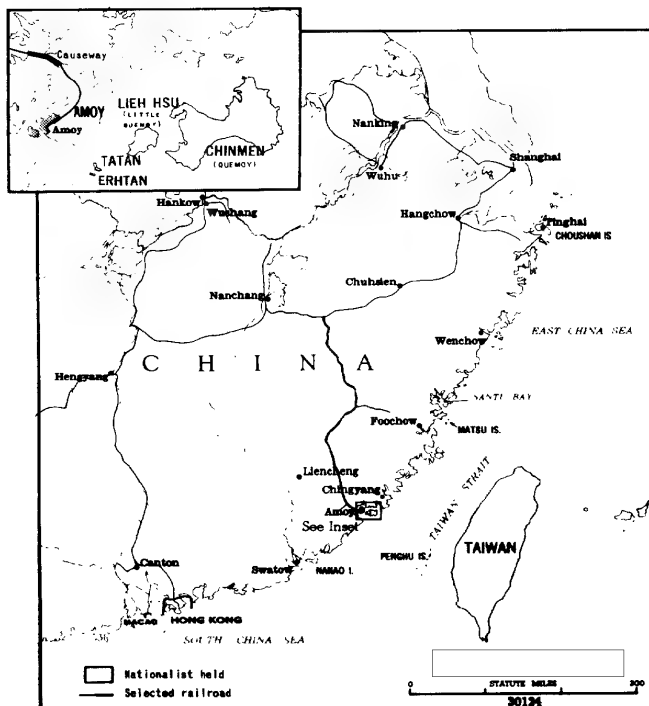 Causeway
AMOY
Amoy
LIEH HSU
(LITTLE
QUEMOY)
TATAN
ERHTAN
CHINMEN
(QUEMOY)
Nanking
Wuhu
Shanghai
Hankow
Wushang
Hangchow
Tinghai
CHOUSHAN IS
Nanchang
Chuhsien
EAST CHINA SEA
Wenchow
CHINA
Hengyang
SANTU BAY
Foochow
MATSU IS.
Liencheng
Chingyang
Amoy
See Inset
TAIWAN STRAIT
PENGHU IS.
TAIWAN
Canton
Swatow
NANAO I.
MACAO
HONG KONG
SOUTH CHINA SEA
Nationalist held
Selected railroad
STATUTE MILES
0 200
30134